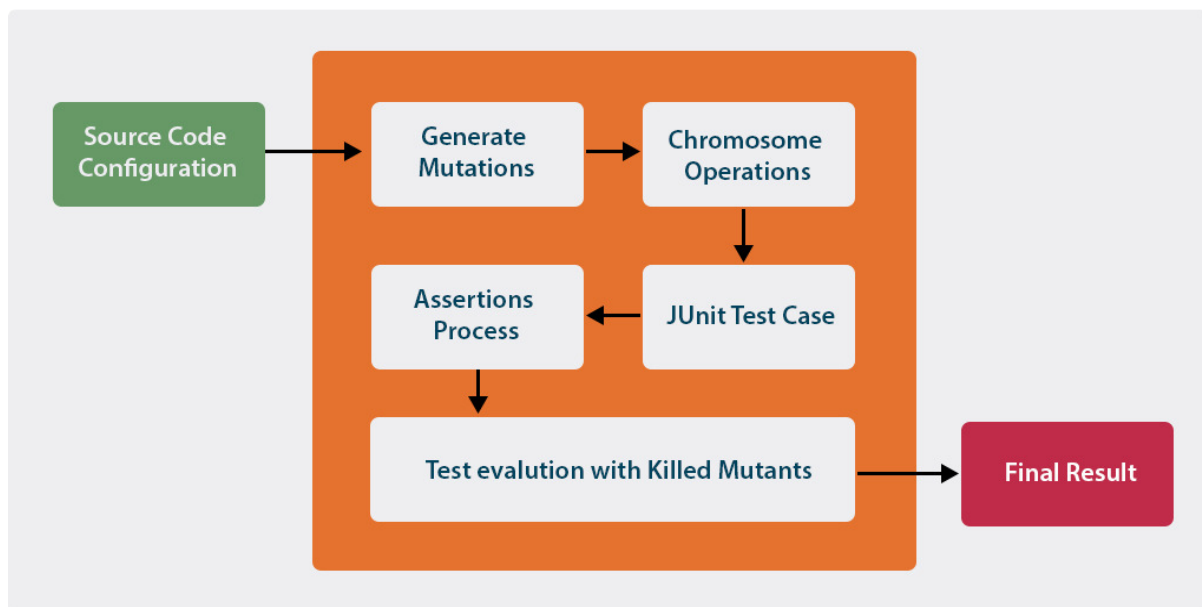 Source Code
Configuration
Generate
Mutations
Chromosome
Operations
Assertions
Process
JUnit Test Case
Test evalution with Killed Mutants
Final Result